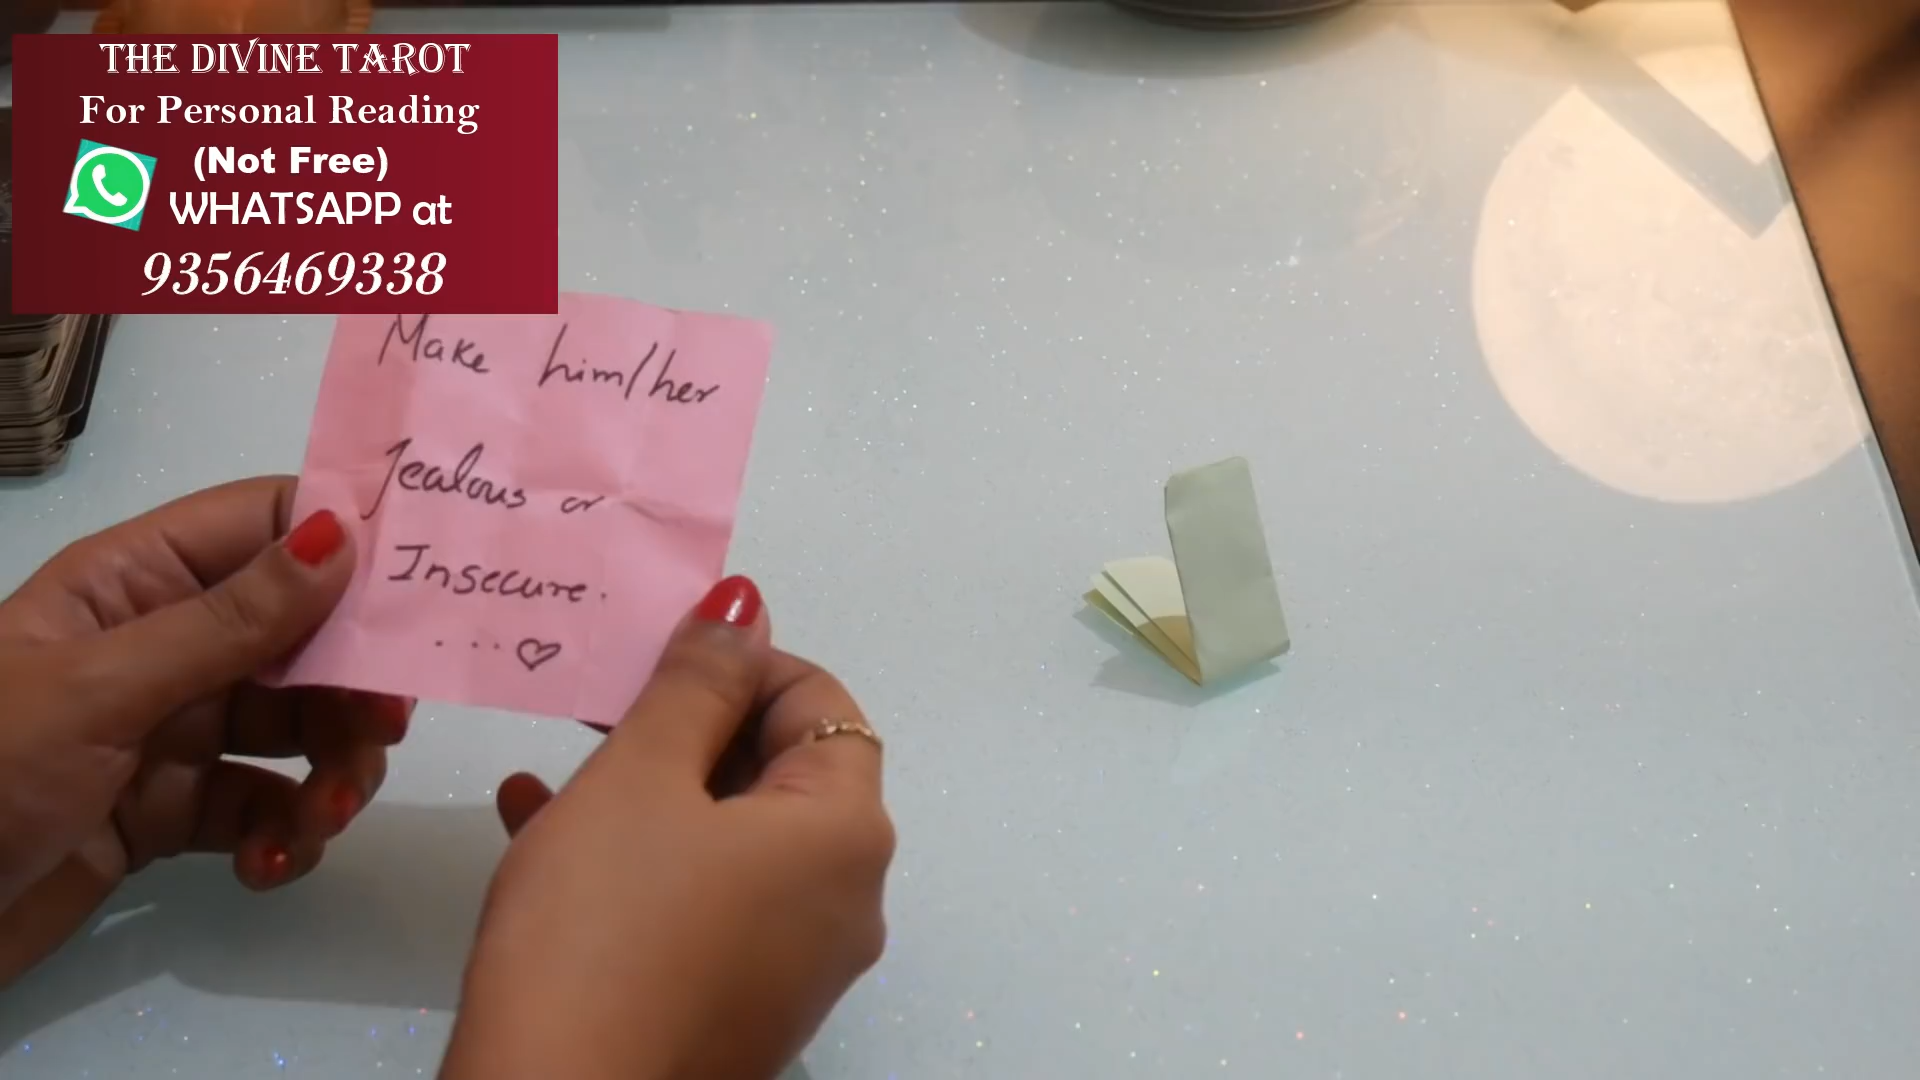 THE DIVINE TAROT
For Personal Reading
(Not Free)
WHATSAPP at
9356469338
Make him/her
Jealous or
Insecure.
...♡